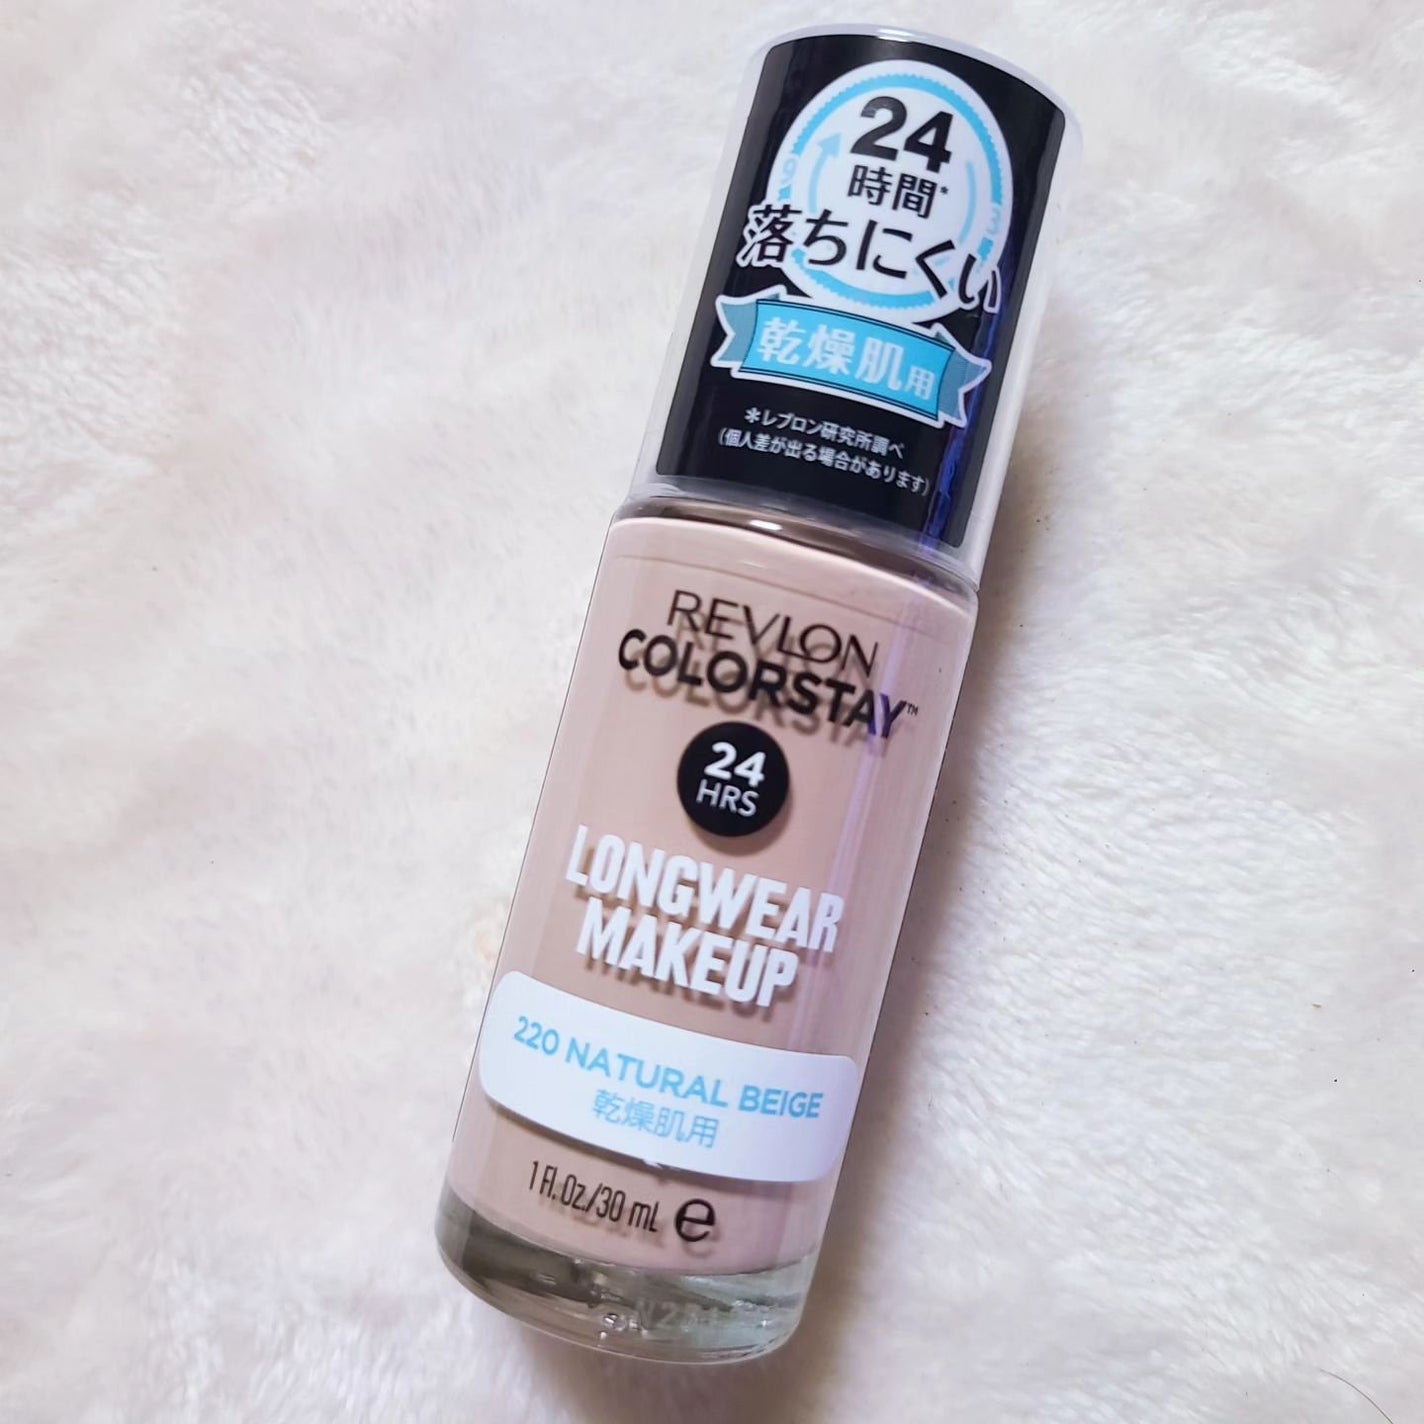 24
時間*
落ちにくい
乾燥肌用
*レブロン研究所調べ
(個人差が出る場合があります)
REVLON
COLORSTAY™
24
HRS
LONGWEAR
MAKEUP
220 NATURAL BEIGE
乾燥肌用
1 fl. Oz./30 mL e